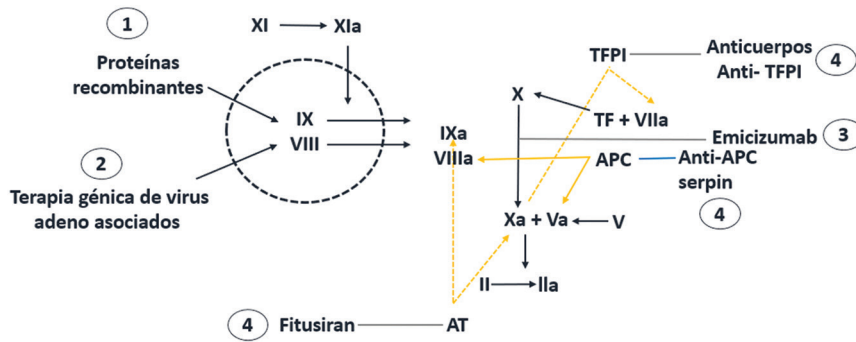 1
XI XIa
Proteínas
recombinantes
IX
VIII
2
Terapia génica de virus
adeno asociados
IXa
VIIIa
TFPI
Anticuerpos
Anti- TFPI
4
X
TF + VIIa
Emicizumab
3
APC
Anti-APC
serpin
4
Xa + Va
V
II IIa
4
Fitusiran
AT